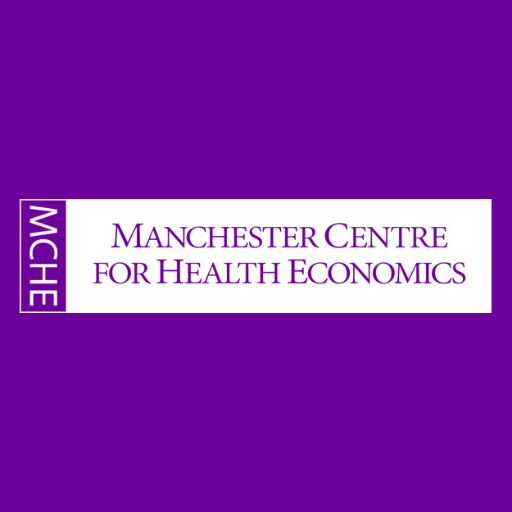 MCHE
MANCHESTER CENTRE
FOR HEALTH ECONOMICS